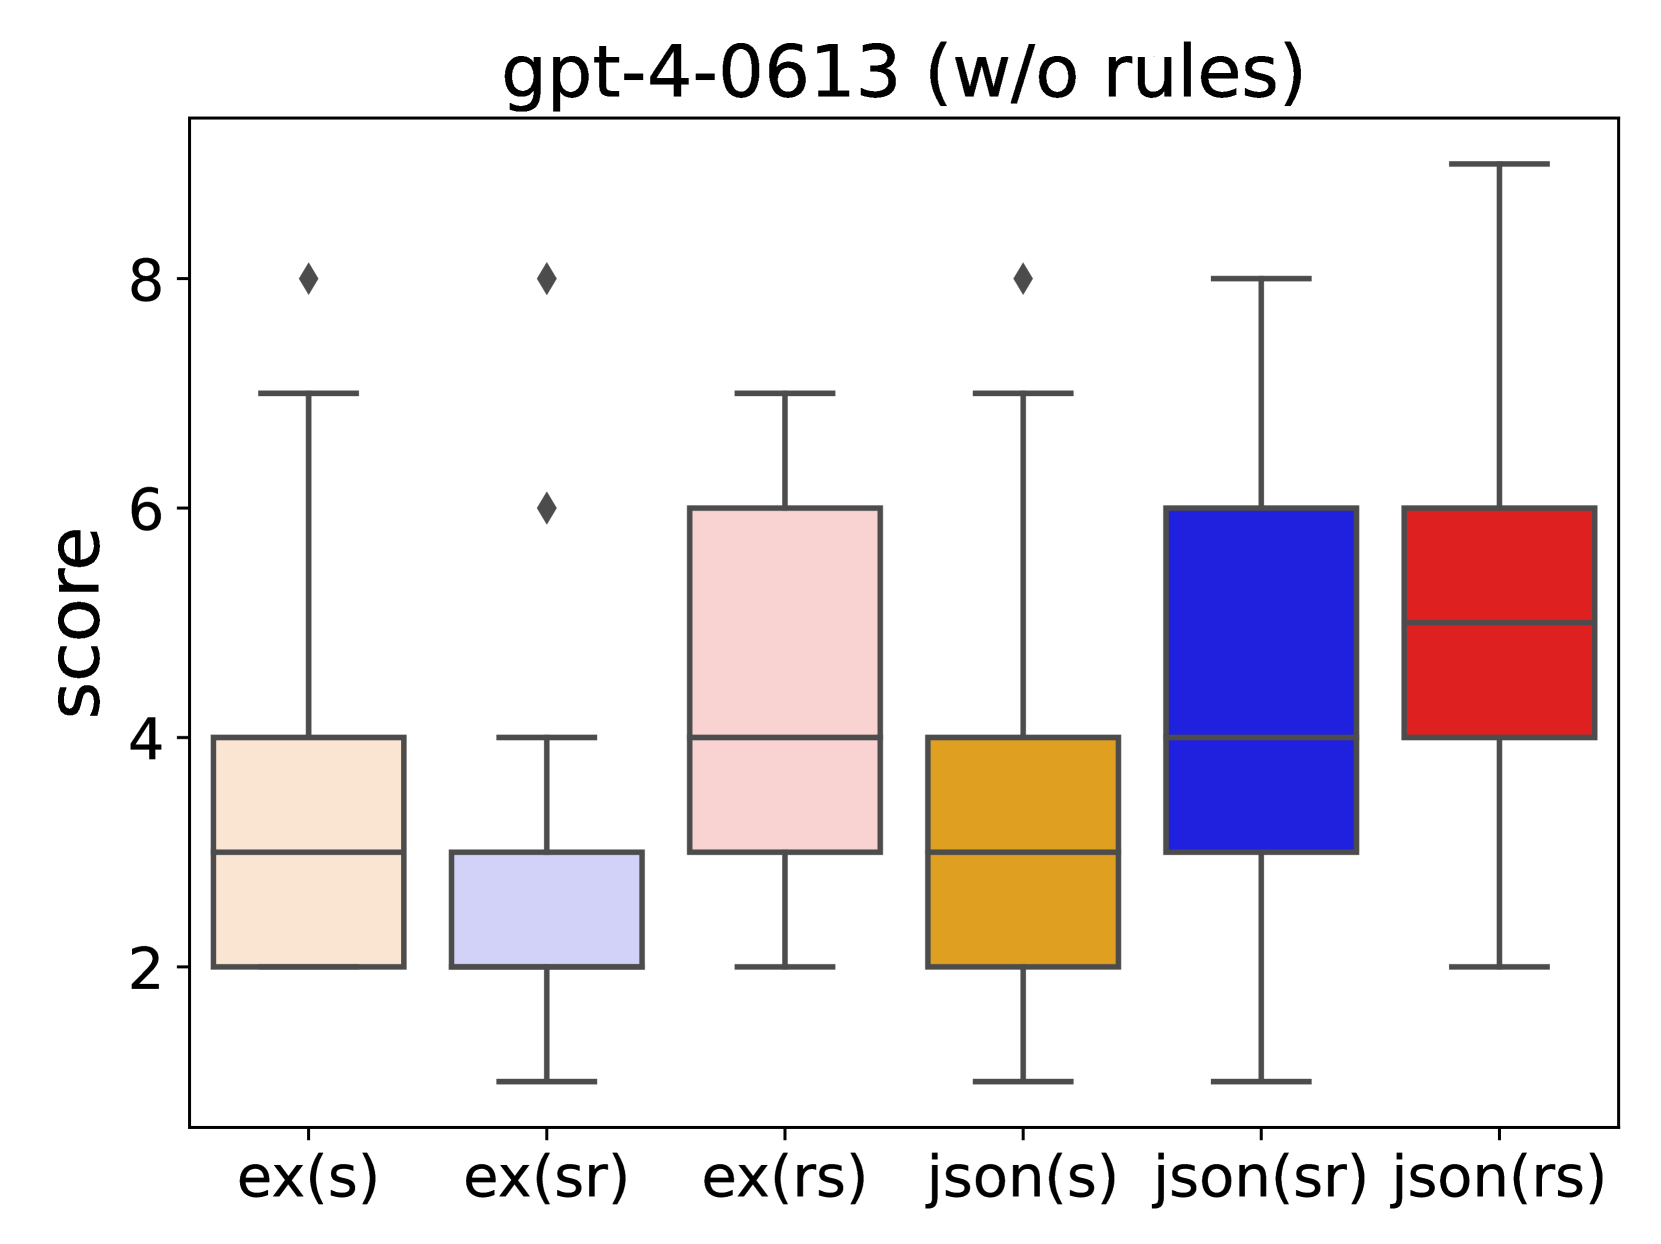 gpt-4-0613 (w/o rules)
score
8
6
4
2
ex(s) ex(sr) ex(rs) json(s) json(sr) json(rs)